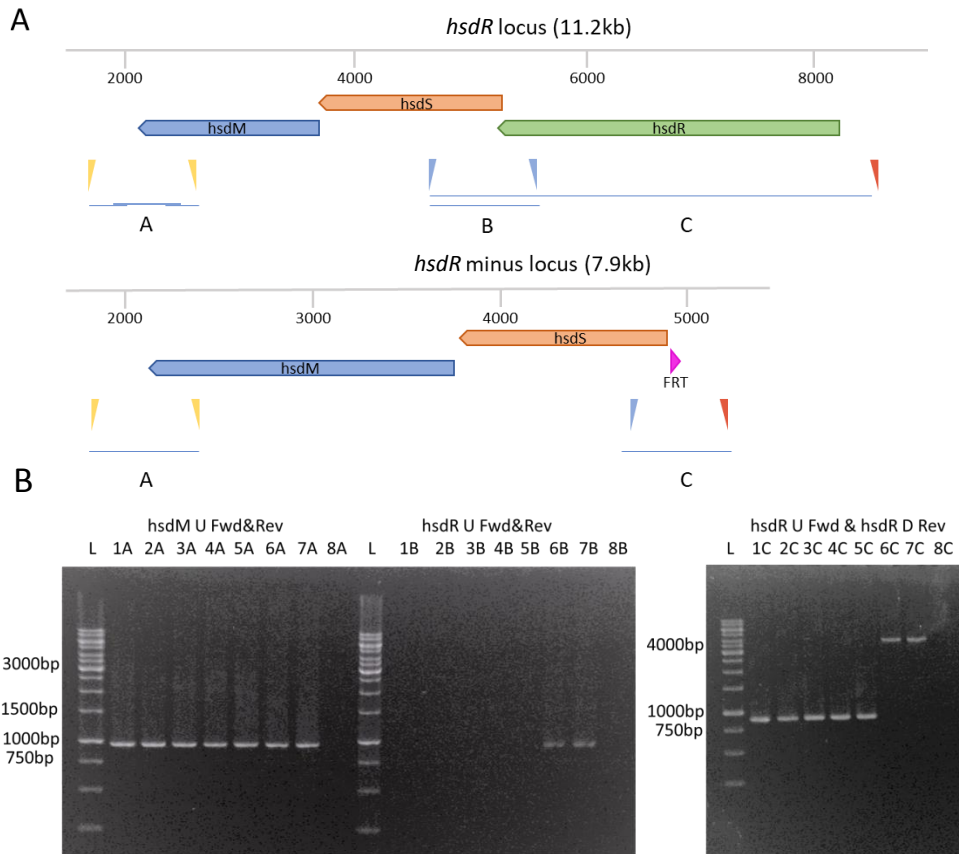 A
hsdR locus (11.2kb)
2000 4000 6000 8000
hsdS
hsdM hsdR
A B C
hsdR minus locus (7.9kb)
2000 3000 4000 5000
hsdS
hsdM
FRT
A C
B
hsdM U Fwd&Rev hsdR U Fwd&Rev hsdR U Fwd & hsdR D Rev
L 1A 2A 3A 4A 5A 6A 7A 8A L 1B 2B 3B 4B 5B 6B 7B 8B L 1C 2C 3C 4C 5C 6C 7C 8C
3000bp 4000bp
1500bp
1000bp 1000bp
750bp 750bp